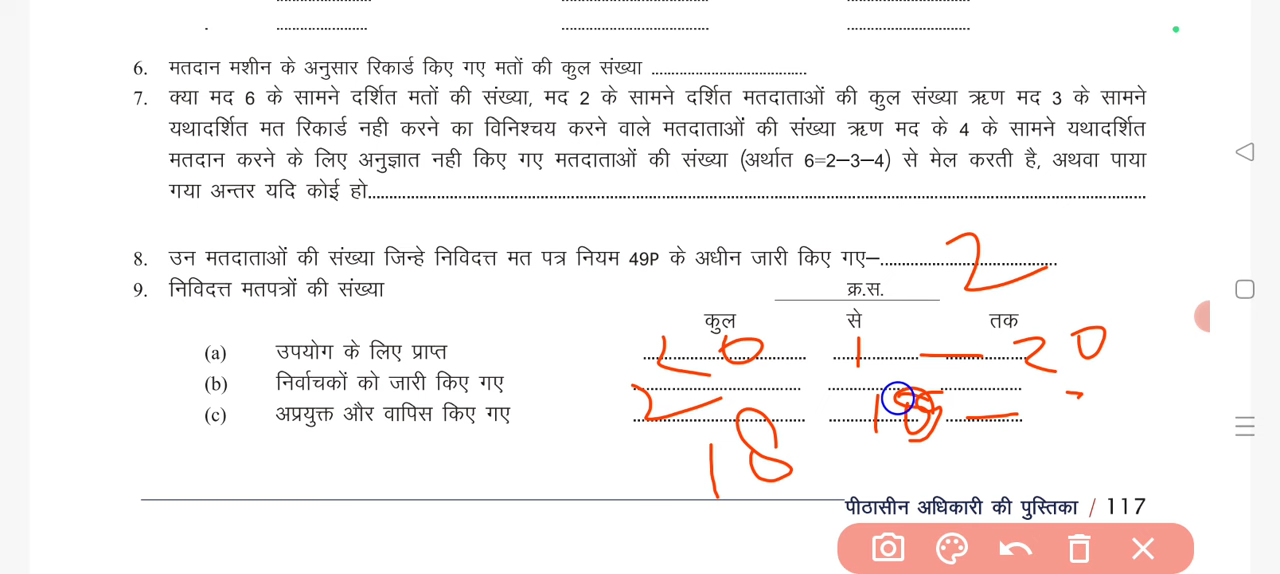 6. मतदान मशीन के अनुसार रिकार्ड किए गए मतों की कुल संख्या .......................................
7. क्या मद 6 के सामने दर्शित मतों की संख्या, मद 2 के सामने दर्शित मतदाताओं की कुल संख्या ऋण मद 3 के सामने
यथादर्शित मत रिकार्ड नही करने का विनिश्चय करने वाले मतदाताओं की संख्या ऋण मद के 4 के सामने यथादर्शित
मतदान करने के लिए अनुज्ञात नही किए गए मतदाताओं की संख्या (अर्थात 6=2–3–4) से मेल करती है, अथवा पाया
गया अन्तर यदि कोई हो....................................................................................
8. उन मतदाताओं की संख्या जिन्हे निविदत्त मत पत्र नियम 49P के अधीन जारी किए गए–........ 2
9. निविदत्त मतपत्रों की संख्या क्र.स.
कुल से तक
(a) उपयोग के लिए प्राप्त 20 1 — 20
(b) निर्वाचकों को जारी किए गए 2
(c) अप्रयुक्त और वापिस किए गए 18
पीठासीन अधिकारी की पुस्तिका / 117